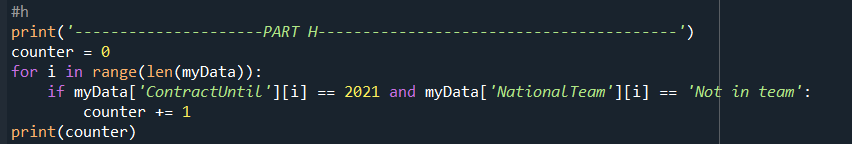 #h
print('---------------------PART H----------------------------------------')
counter = 0
for i in range(len(myData)):
    if myData['ContractUntil'][i] == 2021 and myData['NationalTeam'][i] == 'Not in team':
        counter += 1
print(counter)